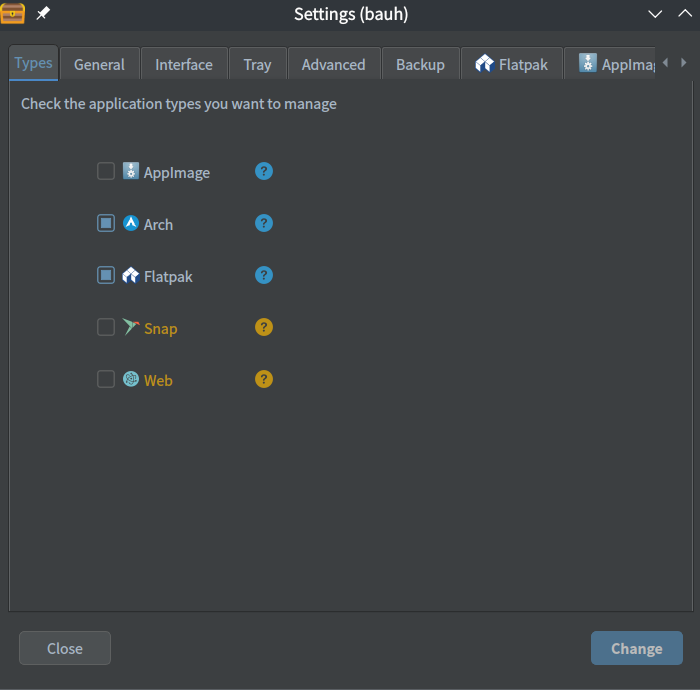 Settings (bauh)
Types General Interface Tray Advanced Backup Flatpak AppImag
Check the application types you want to manage
AppImage ?
Arch ?
Flatpak ?
Snap ?
Web ?
Close Change